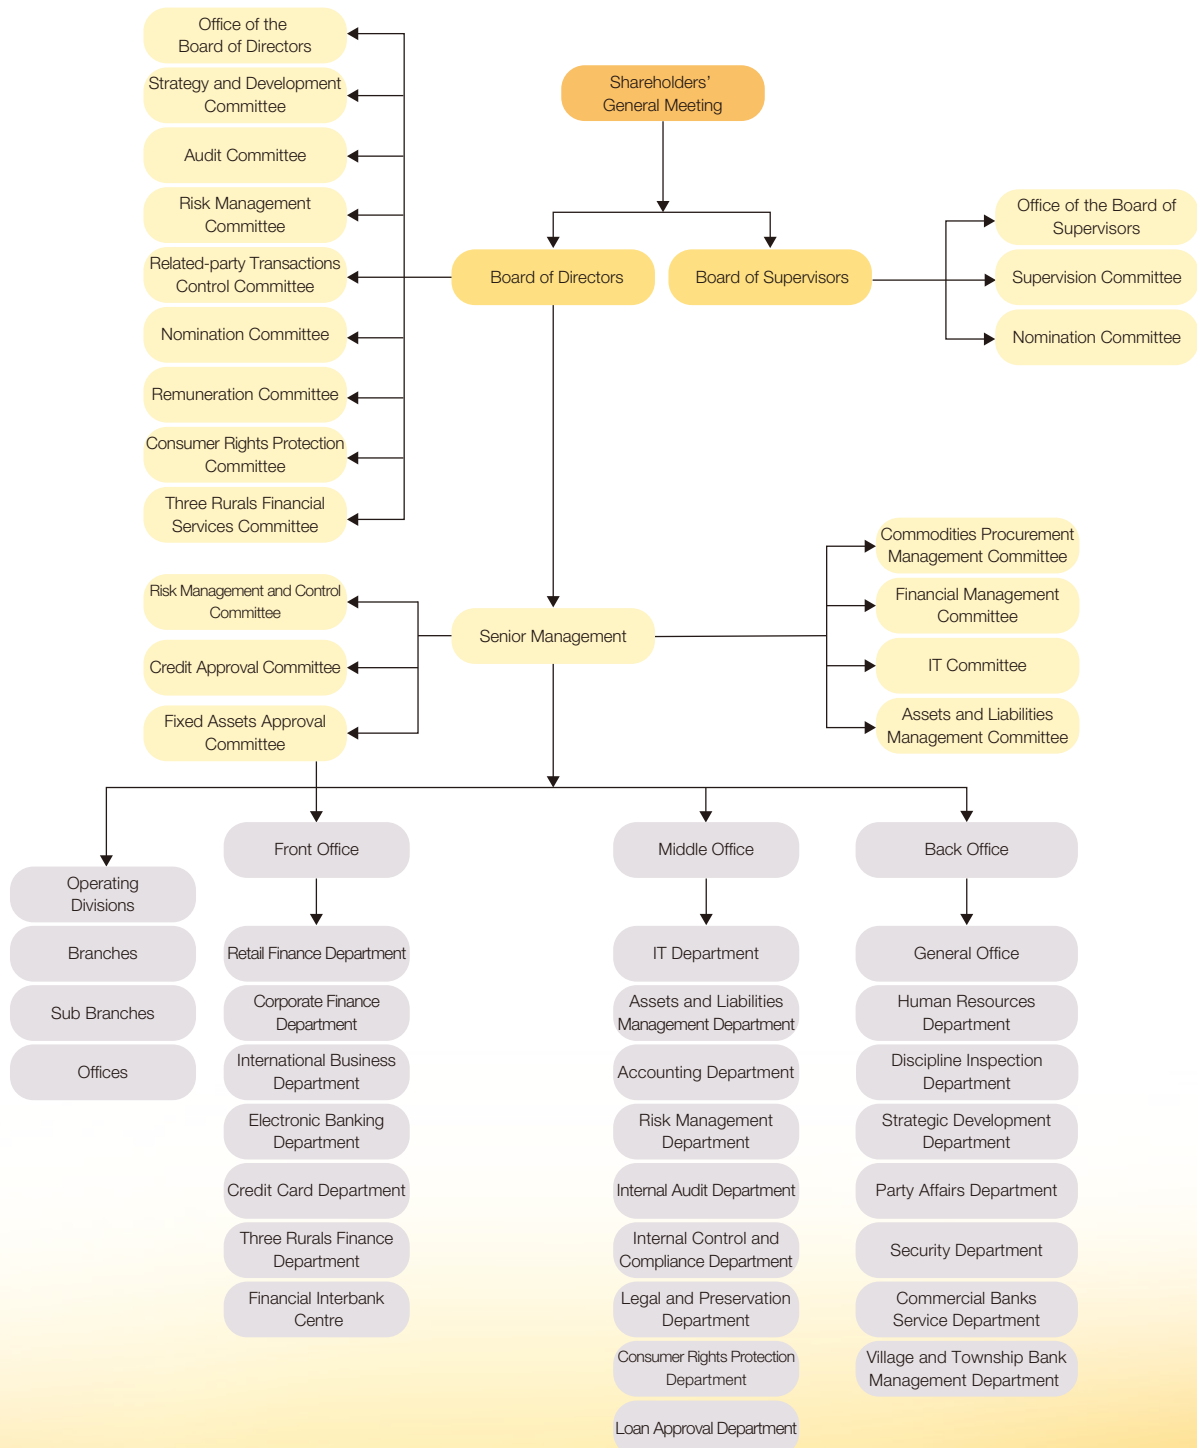 Office of the
Board of Directors
Strategy and Development
Committee
Audit Committee
Risk Management
Committee
Related-party Transactions
Control Committee
Nomination Committee
Remuneration Committee
Consumer Rights Protection
Committee
Three Rurals Financial
Services Committee
Shareholders’
General Meeting
Board of Directors
Board of Supervisors
Office of the Board of
Supervisors
Supervision Committee
Nomination Committee
Risk Management and Control
Committee
Credit Approval Committee
Fixed Assets Approval
Committee
Senior Management
Commodities Procurement
Management Committee
Financial Management
Committee
IT Committee
Assets and Liabilities
Management Committee
Operating
Divisions
Branches
Sub Branches
Offices
Front Office
Retail Finance Department
Corporate Finance
Department
International Business
Department
Electronic Banking
Department
Credit Card Department
Three Rurals Finance
Department
Financial Interbank
Centre
Middle Office
IT Department
Assets and Liabilities
Management Department
Accounting Department
Risk Management
Department
Internal Audit Department
Internal Control and
Compliance Department
Legal and Preservation
Department
Consumer Rights Protection
Department
Loan Approval Department
Back Office
General Office
Human Resources
Department
Discipline Inspection
Department
Strategic Development
Department
Party Affairs Department
Security Department
Commercial Banks
Service Department
Village and Township Bank
Management Department